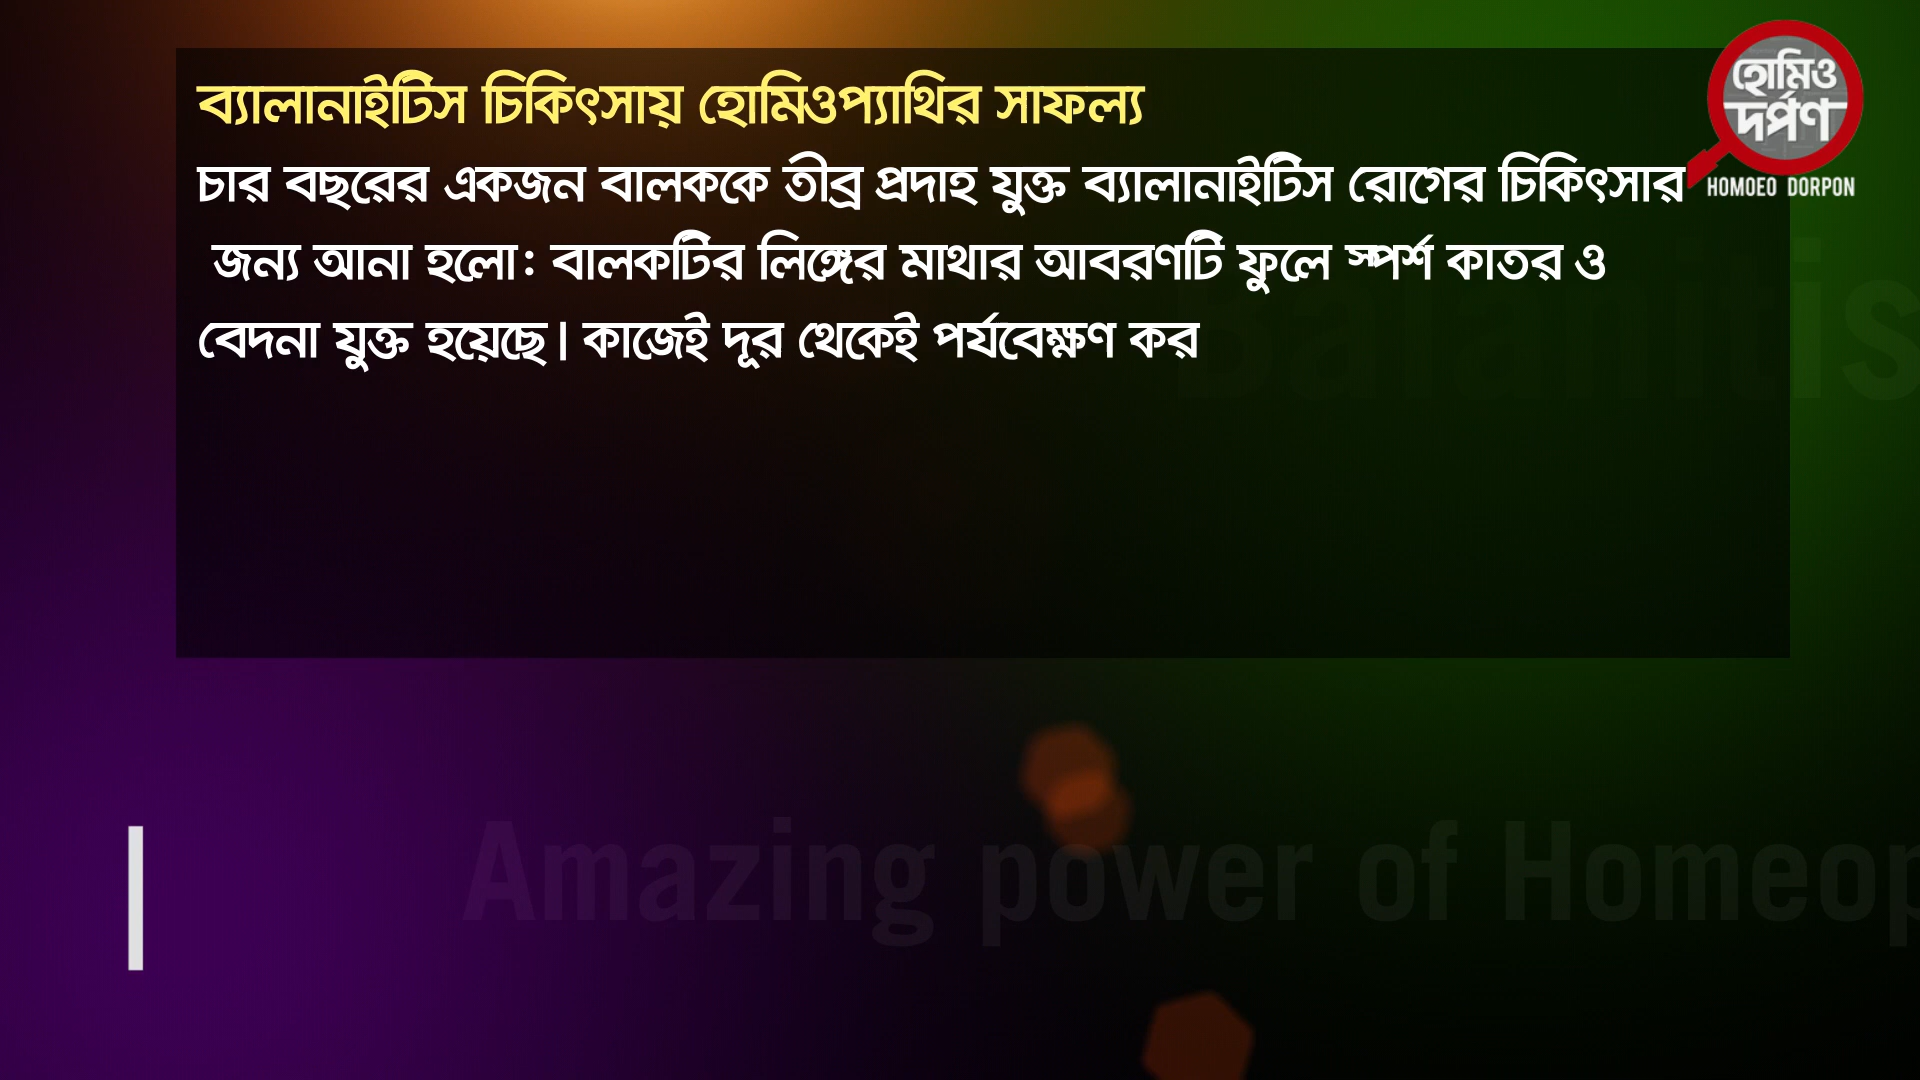 ব্যালানাইটিস চিকিৎসায় হোমিওপ্যাথির সাফল্য
চার বছরের একজন বালককে তীব্র প্রদাহ যুক্ত ব্যালানাইটিস রোগের চিকিৎসার
জন্য আনা হলো: বালকটির লিঙ্গের মাথার আবরণটি ফুলে স্পর্শ কাতর ও
বেদনা যুক্ত হয়েছে। কাজেই দূর থেকেই পর্যবেক্ষণ কর
হোমিও
দর্পণ
HOMOEO DORPON
Balanitis
Amazing power of Homeop